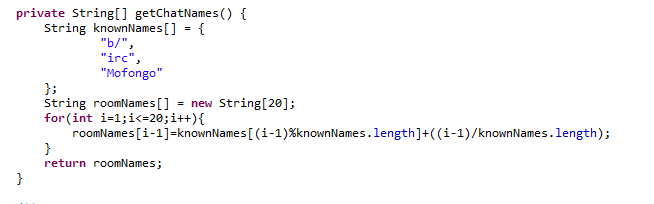 private String[] getChatNames() {
    String knownNames[] = {
            "b/",
            "irc",
            "Mofongo"
    };
    String roomNames[] = new String[20];
    for(int i=1;i<=20;i++){
        roomNames[i-1]=knownNames[(i-1)%knownNames.length]+((i-1)/knownNames.length);
    }
    return roomNames;
}